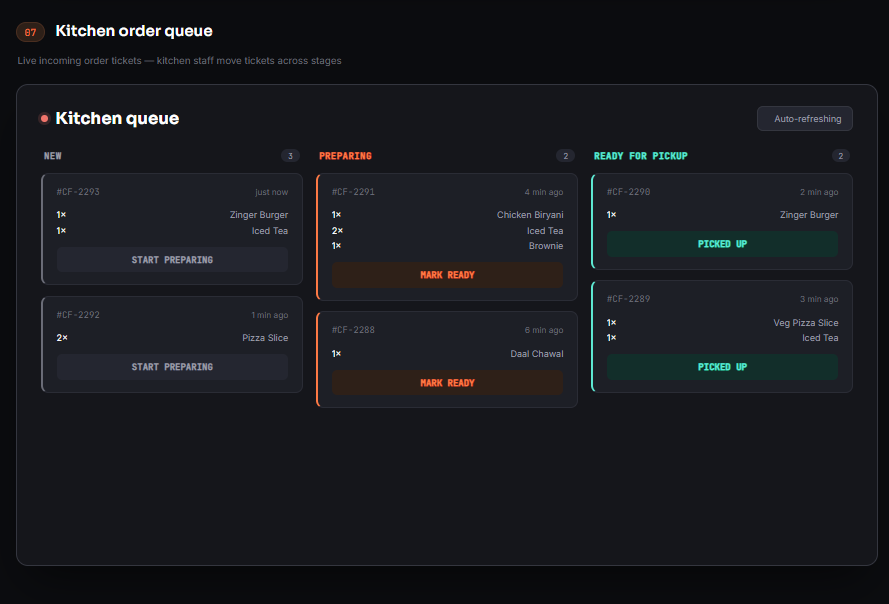 07 Kitchen order queue
Live incoming order tickets — kitchen staff move tickets across stages
Kitchen queue
Auto-refreshing
NEW 3
#CF-2293 just now
1× Zinger Burger
1× Iced Tea
START PREPARING
#CF-2292 1 min ago
2× Pizza Slice
START PREPARING
PREPARING 2
#CF-2291 4 min ago
1× Chicken Biryani
2× Iced Tea
1× Brownie
MARK READY
#CF-2288 6 min ago
1× Daal Chawal
MARK READY
READY FOR PICKUP 2
#CF-2290 2 min ago
1× Zinger Burger
PICKED UP
#CF-2289 3 min ago
1× Veg Pizza Slice
1× Iced Tea
PICKED UP